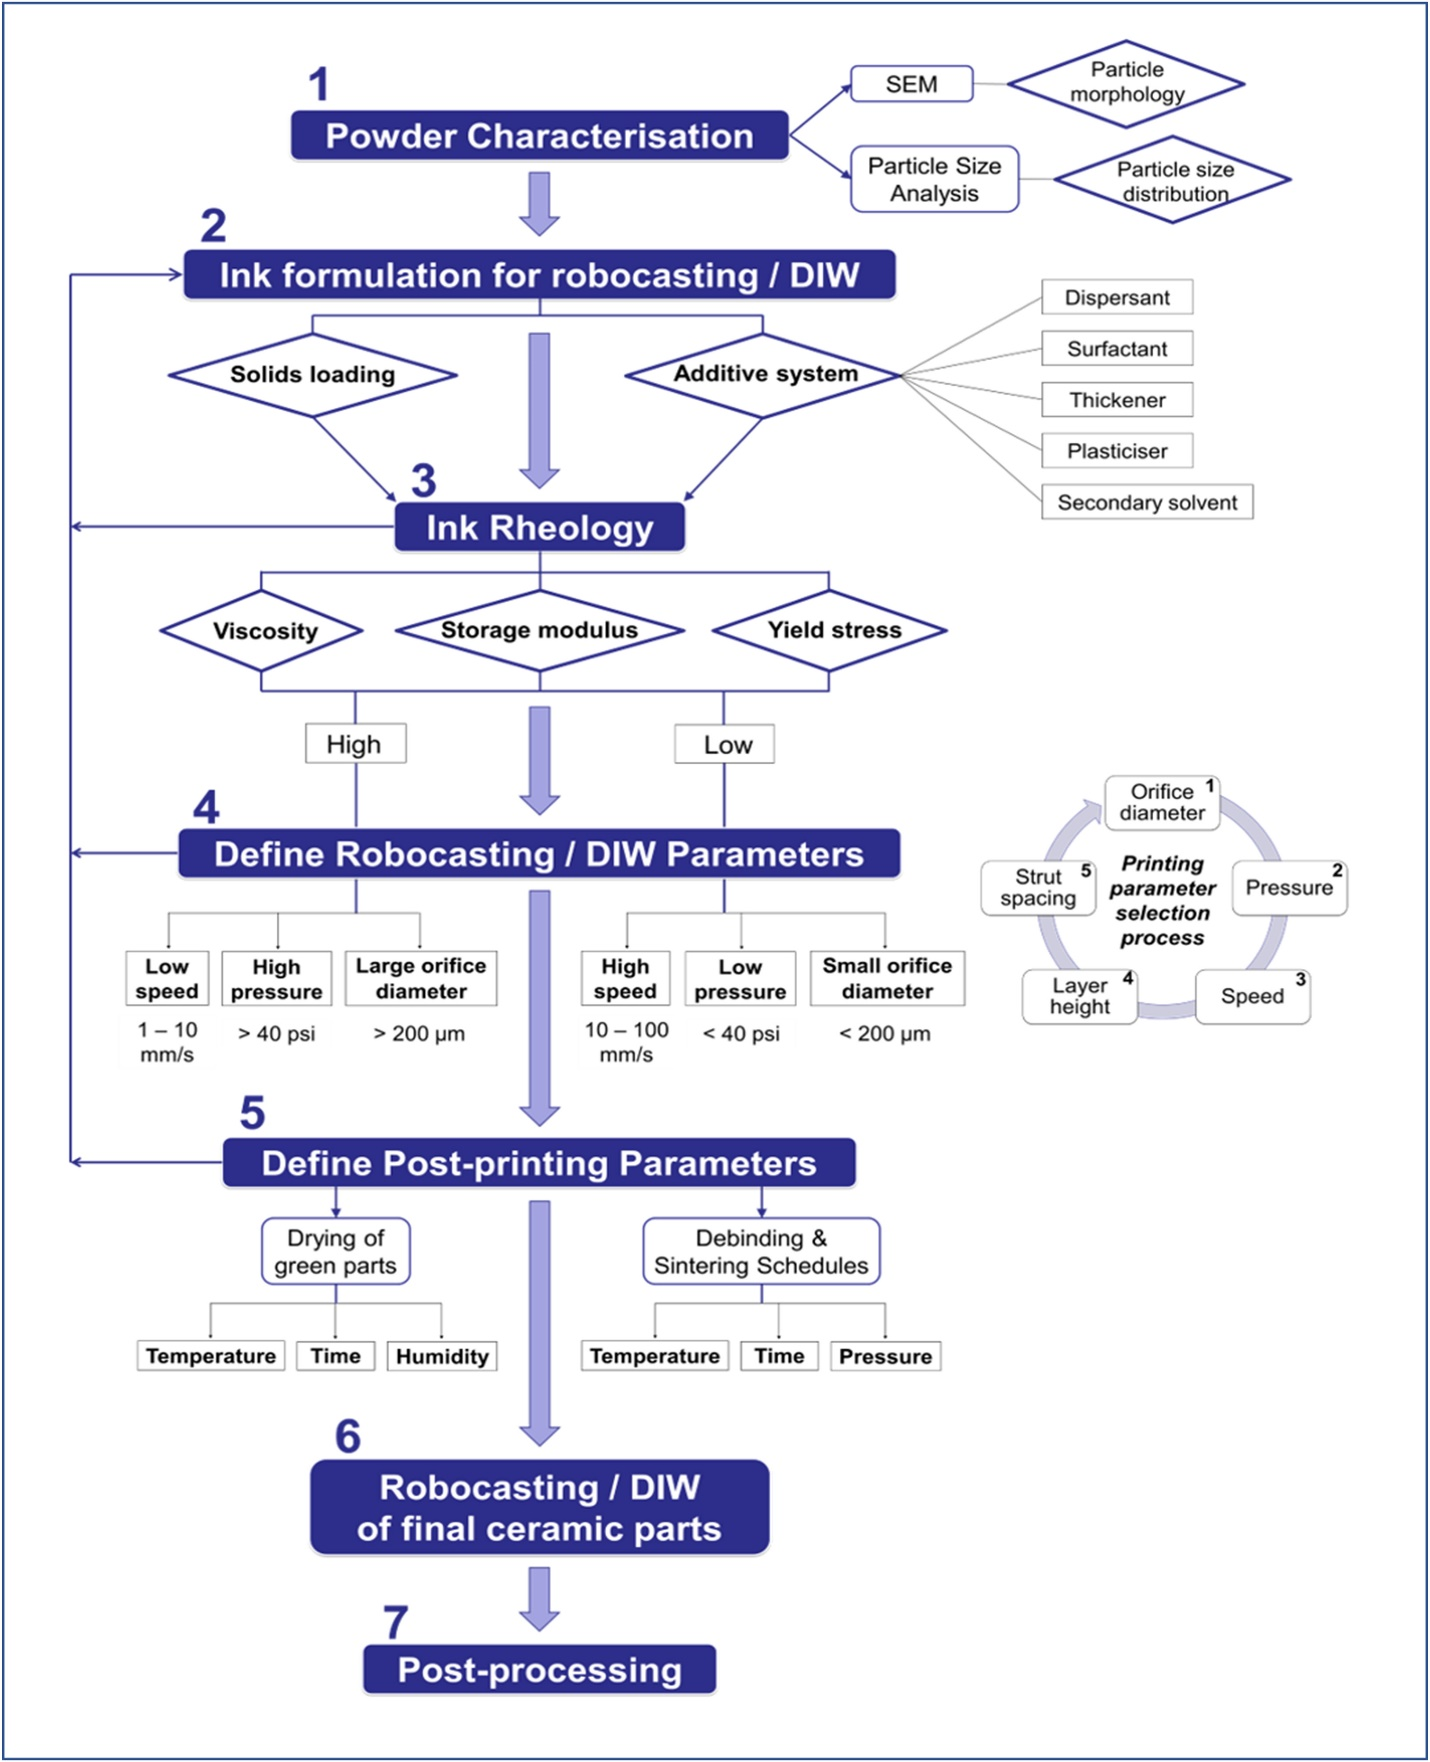 1
Powder Characterisation
SEM
Particle
morphology
Particle Size
Analysis
Particle size
distribution
2
Ink formulation for robocasting / DIW
Solids loading
Additive system
Dispersant
Surfactant
Thickener
Plasticiser
Secondary solvent
3
Ink Rheology
Viscosity
Storage modulus
Yield stress
High
Low
4
Define Robocasting / DIW Parameters
Low
speed
1 – 10
mm/s
High
pressure
> 40 psi
Large orifice
diameter
> 200 µm
High
speed
10 – 100
mm/s
Low
pressure
< 40 psi
Small orifice
diameter
< 200 µm
Printing
parameter
selection
process
Orifice 1
diameter
Pressure 2
Speed 3
Layer 4
height
Strut 5
spacing
5
Define Post-printing Parameters
Drying of
green parts
Temperature
Time
Humidity
Debinding &
Sintering Schedules
Temperature
Time
Pressure
6
Robocasting / DIW
of final ceramic parts
7
Post-processing